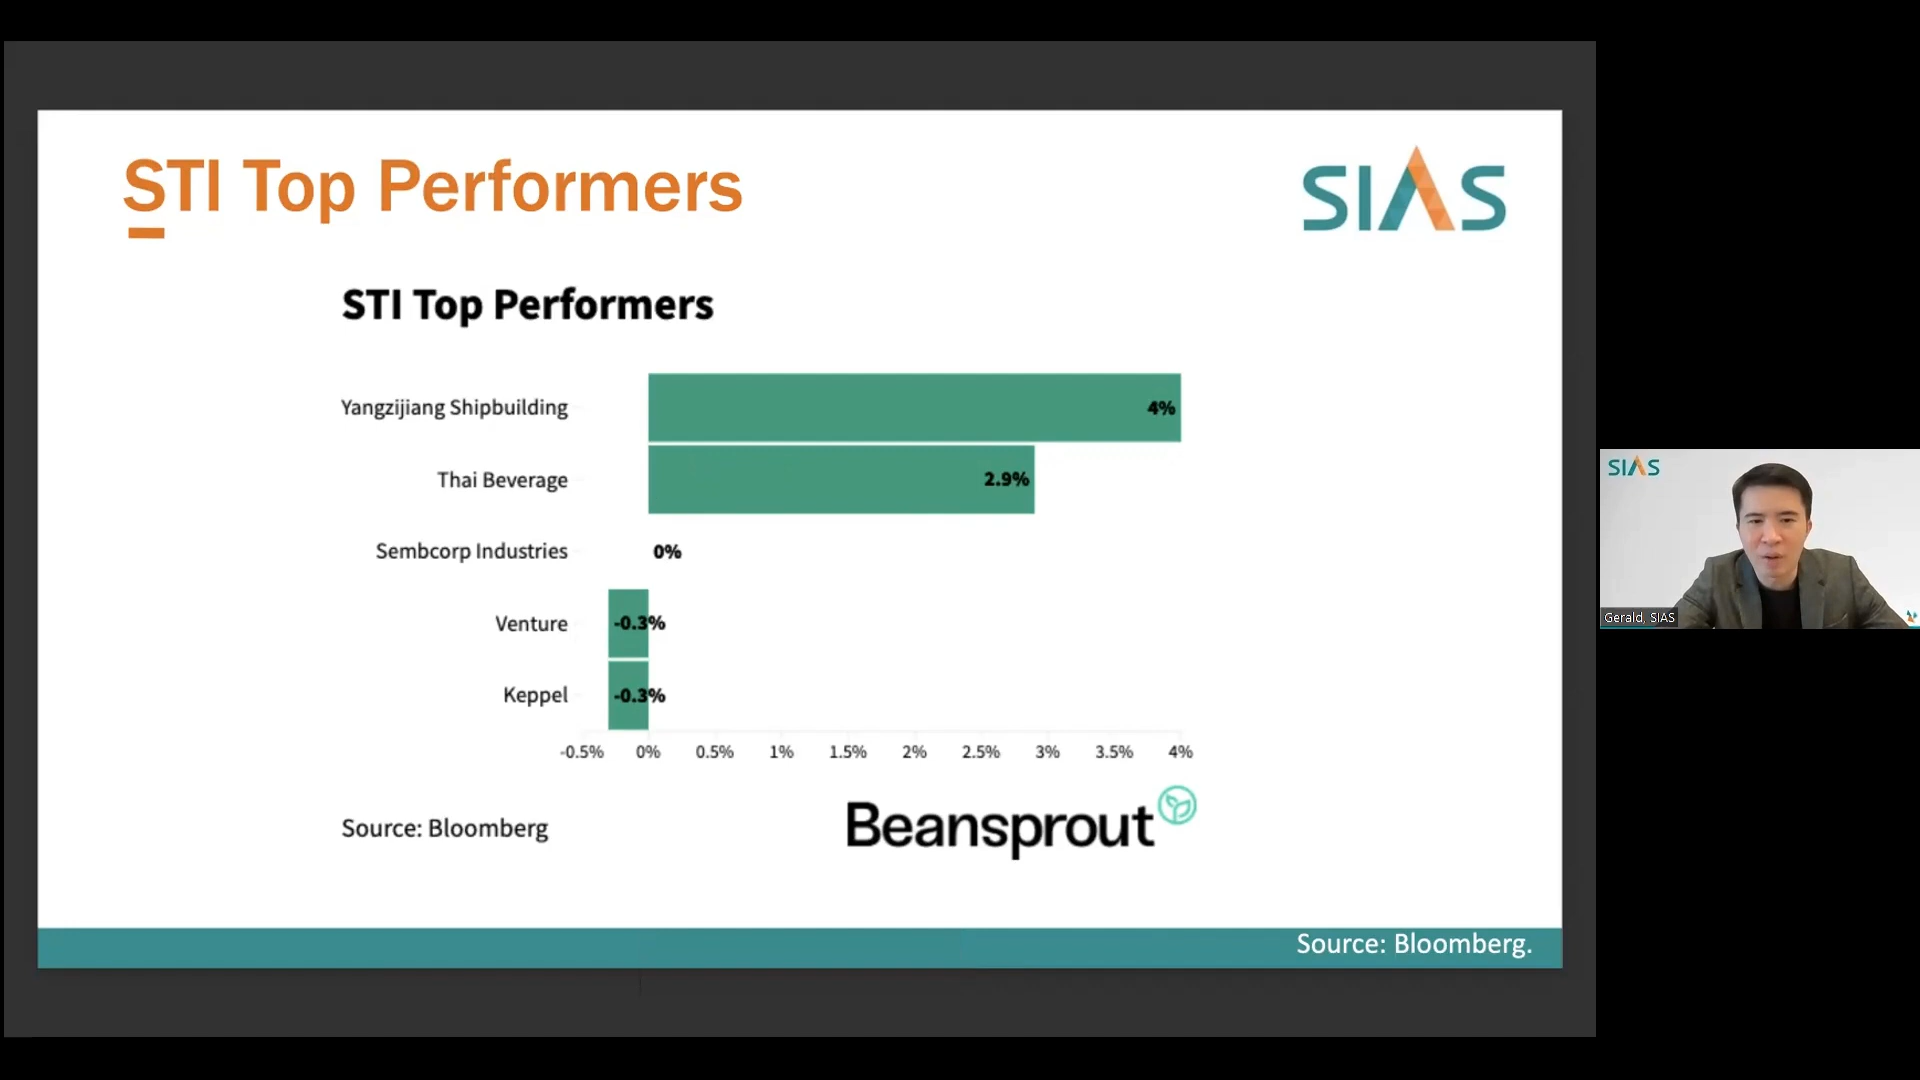 STI Top Performers
SIAS
STI Top Performers
Yangzijiang Shipbuilding
4%
Thai Beverage
2.9%
Sembcorp Industries
0%
Venture
-0.3%
Keppel
-0.3%
-0.5% 0% 0.5% 1% 1.5% 2% 2.5% 3% 3.5% 4%
Source: Bloomberg
Beansprout
Source: Bloomberg.
SIAS
Gerald, SIAS